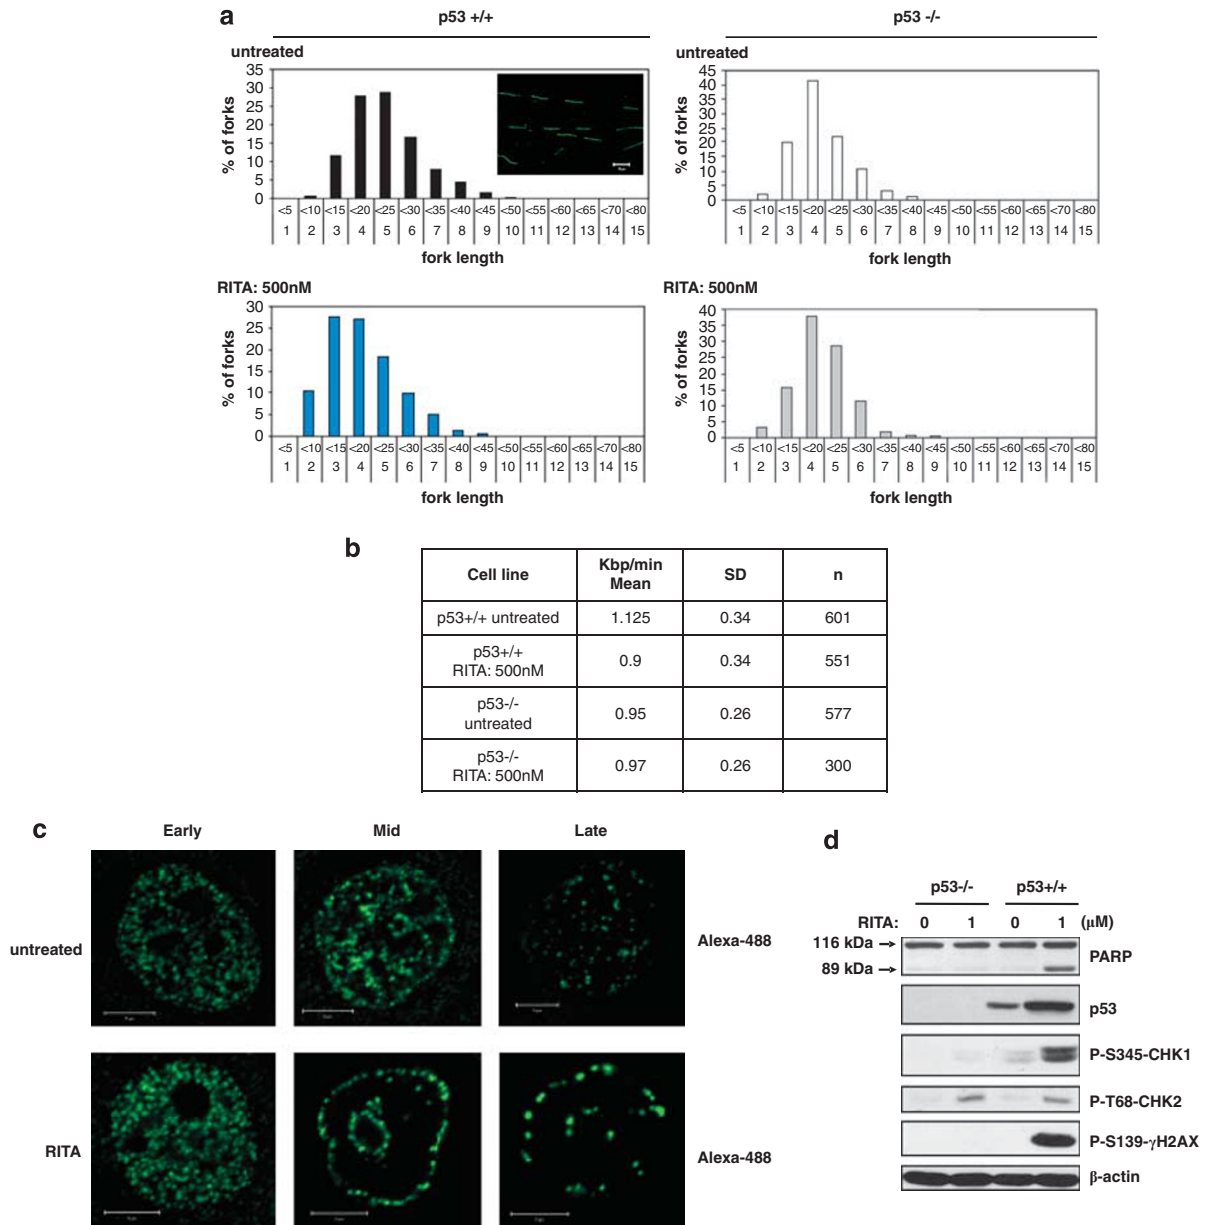 a
p53 +/+
p53 -/-
untreated
% of forks
35
30
25
20
15
10
5
0
<5 <10 <15 <20 <25 <30 <35 <40 <45 <50 <55 <60 <65 <70 <80
1 2 3 4 5 6 7 8 9 10 11 12 13 14 15
fork length
untreated
% of forks
45
40
35
30
25
20
15
10
5
0
<5 <10 <15 <20 <25 <30 <35 <40 <45 <50 <55 <60 <65 <70 <80
1 2 3 4 5 6 7 8 9 10 11 12 13 14 15
fork length
RITA: 500nM
% of forks
30
25
20
15
10
5
0
<5 <10 <15 <20 <25 <30 <35 <40 <45 <50 <55 <60 <65 <70 <80
1 2 3 4 5 6 7 8 9 10 11 12 13 14 15
fork length
RITA: 500nM
% of forks
40
35
30
25
20
15
10
5
0
<5 <10 <15 <20 <25 <30 <35 <40 <45 <50 <55 <60 <65 <70 <80
1 2 3 4 5 6 7 8 9 10 11 12 13 14 15
fork length
b
Cell line Kbp/min Mean SD n
p53+/+ untreated 1.125 0.34 601
p53+/+ RITA: 500nM 0.9 0.34 551
p53-/- untreated 0.95 0.26 577
p53-/- RITA: 500nM 0.97 0.26 300
c
Early Mid Late
untreated
Alexa-488
RITA
Alexa-488
d
p53-/- p53+/+
RITA: 0 1 0 1 (µM)
116 kDa →
89 kDa →
PARP
p53
P-S345-CHK1
P-T68-CHK2
P-S139-γH2AX
β-actin